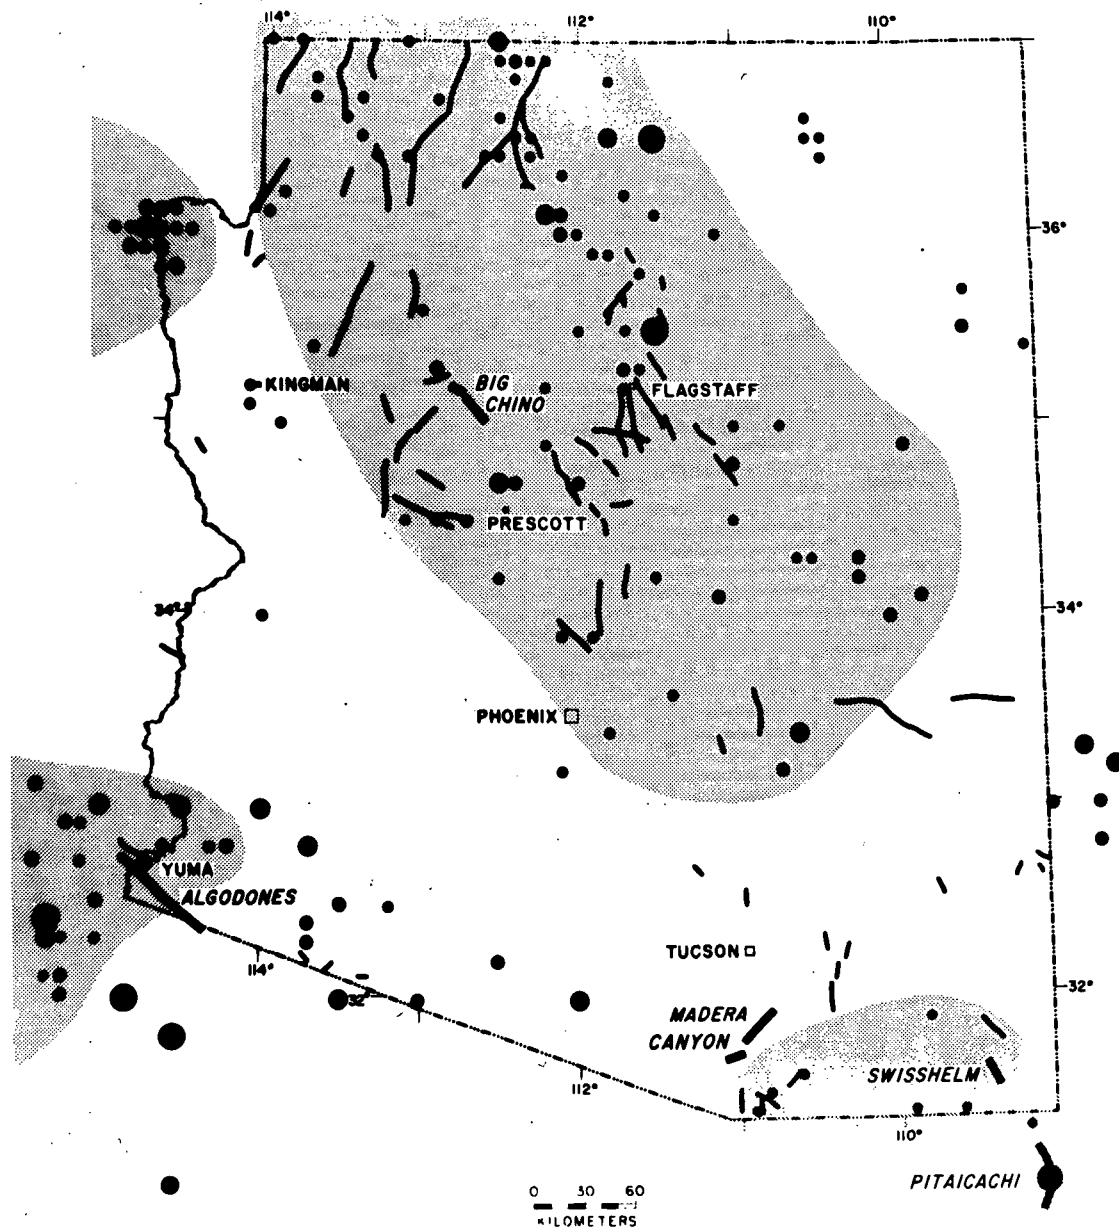 114°
112°
110°
36°
KINGMAN
BIG
CHINO
FLAGSTAFF
PRESCOTT
34°
34°
PHOENIX
YUMA
ALGODONES
TUCSON
114°
32°
32°
MADERA
CANYON
SWISSHELM
112°
110°
PITAICACHI
0 30 60
KILOMETERS